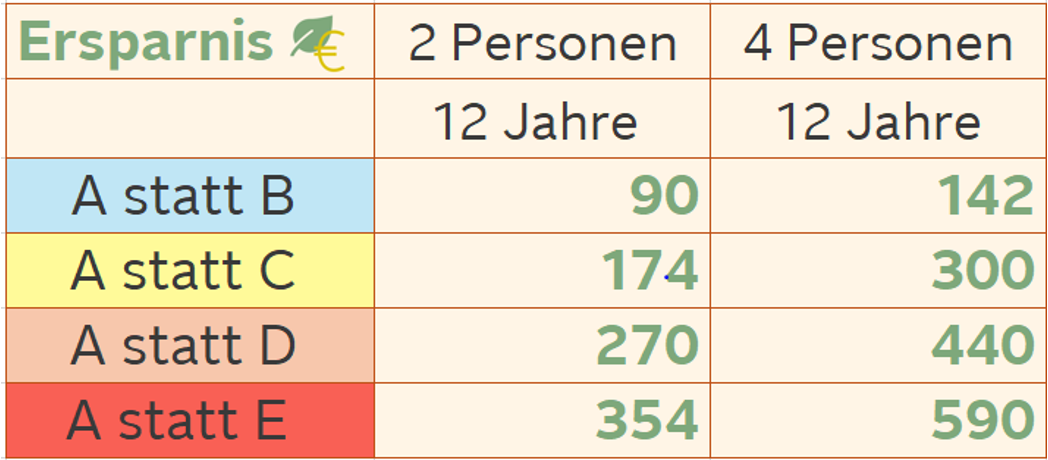 Ersparnis € 2 Personen 4 Personen
12 Jahre 12 Jahre
A statt B 90 142
A statt C 174 300
A statt D 270 440
A statt E 354 590